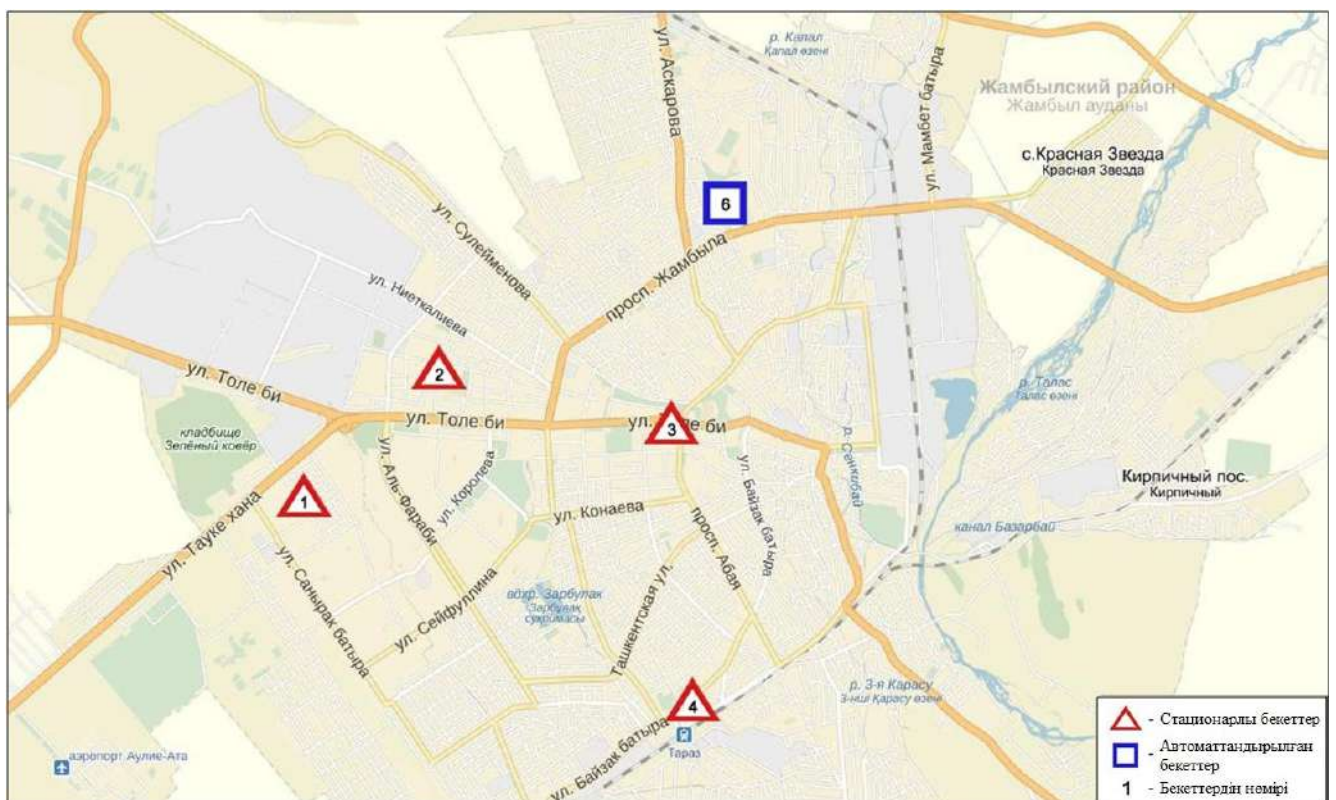 р. Капал
Қапал өзені
ул. Аскарова
ул. Мамбет батыра
Жамбылский район
Жамбыл ауданы
с.Красная Звезда
Красная Звезда
6
ул. Сулейменова
просп. Жамбыла
ул. Ниеткалиева
2
ул. Толе би
ул. Толе би
ул. Толе би
3
р. Талас
Талас өзені
кладбище
Зелёный ковёр
ул. Королева
ул. Аль-Фараби
ул. Байзак батыра
р. Сенкибай
Кирпичный пос.
Кирпичный
1
ул. Тауке хана
ул. Конаева
просп. Абая
канал Базарбай
ул. Санырак батыра
ул. Сейфуллина
вдхр. Зарбулак
Зарбулақ
суқоймасы
Ташкентская ул.
р. 3-я Карасу
3-нші Қарасу өзені
4
ул. Байзак батыра
Тараз
аэропорт Аулие-Ата
- Стационарлы бекеттер
- Автоматтандырылған
бекеттер
1 - Бекеттердің нөмірі